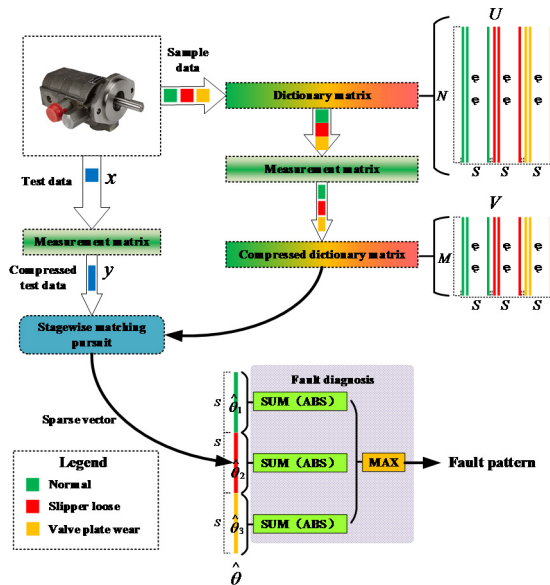 Sample
data
U
Dictionary matrix
N
Test data
x
Measurement matrix
S
S
S
V
Measurement matrix
Compressed
test data
y
Compressed dictionary matrix
M
S
S
S
Stagewise matching
pursuit
Fault diagnosis
S
θ̂1
SUM（ABS）
Sparse vector
S
θ̂2
SUM（ABS）
MAX
Fault pattern
Legend
Normal
Slipper loose
Valve plate wear
S
θ̂3
SUM（ABS）
θ̂